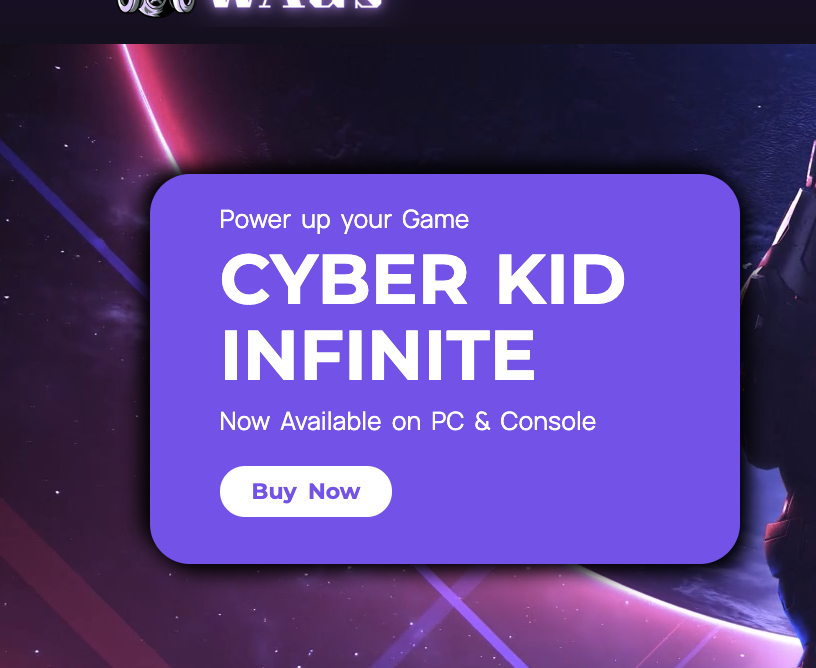 Power up your Game
CYBER KID
INFINITE
Now Available on PC & Console
Buy Now